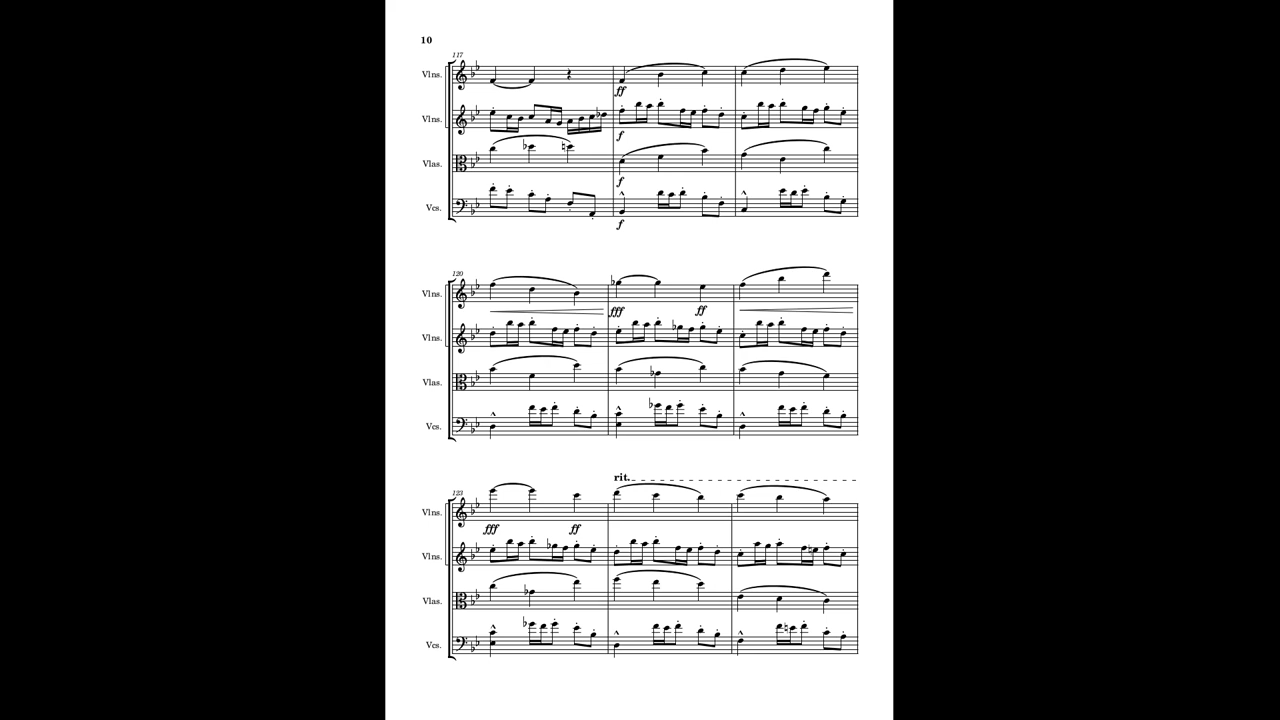 10
117
Vlns.
ff
Vlns.
f
Vlas.
f
Vcs.
f
120
Vlns.
fff ff
Vlns.
Vlas.
Vcs.
rit.
123
Vlns.
fff ff
Vlns.
Vlas.
Vcs.